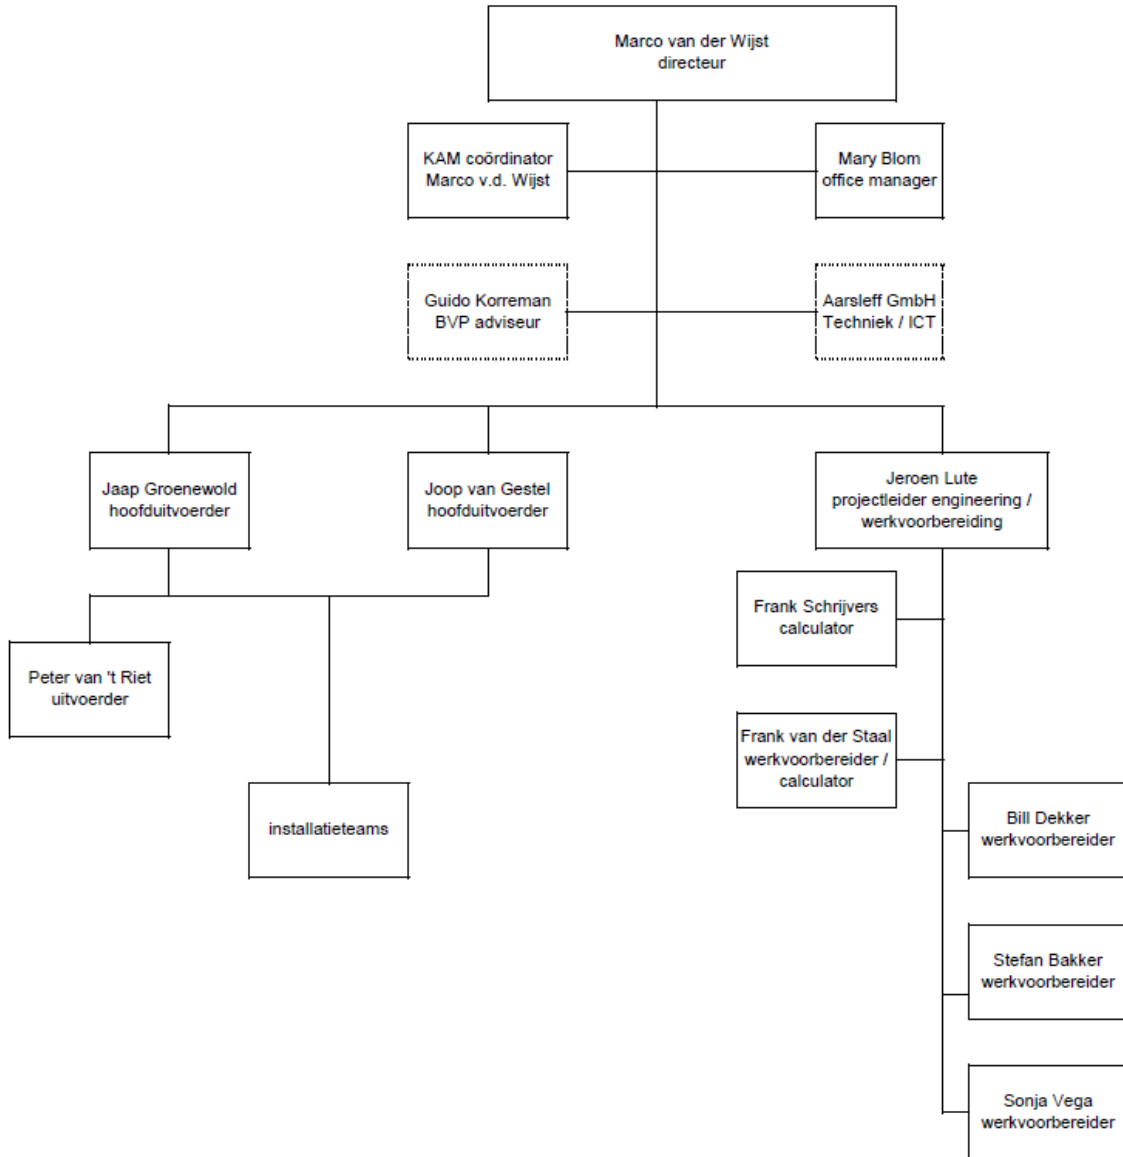 Marco van der Wijst
directeur
KAM coördinator
Marco v.d. Wijst
Mary Blom
office manager
Guido Korreman
BVP adviseur
Aarsleff GmbH
Techniek / ICT
Jaap Groenewold
hoofduitvoerder
Joop van Gestel
hoofduitvoerder
Jeroen Lute
projectleider engineering /
werkvoorbereiding
Frank Schrijvers
calculator
Peter van 't Riet
uitvoerder
Frank van der Staal
werkvoorbereider /
calculator
installatieteams
Bill Dekker
werkvoorbereider
Stefan Bakker
werkvoorbereider
Sonja Vega
werkvoorbereider